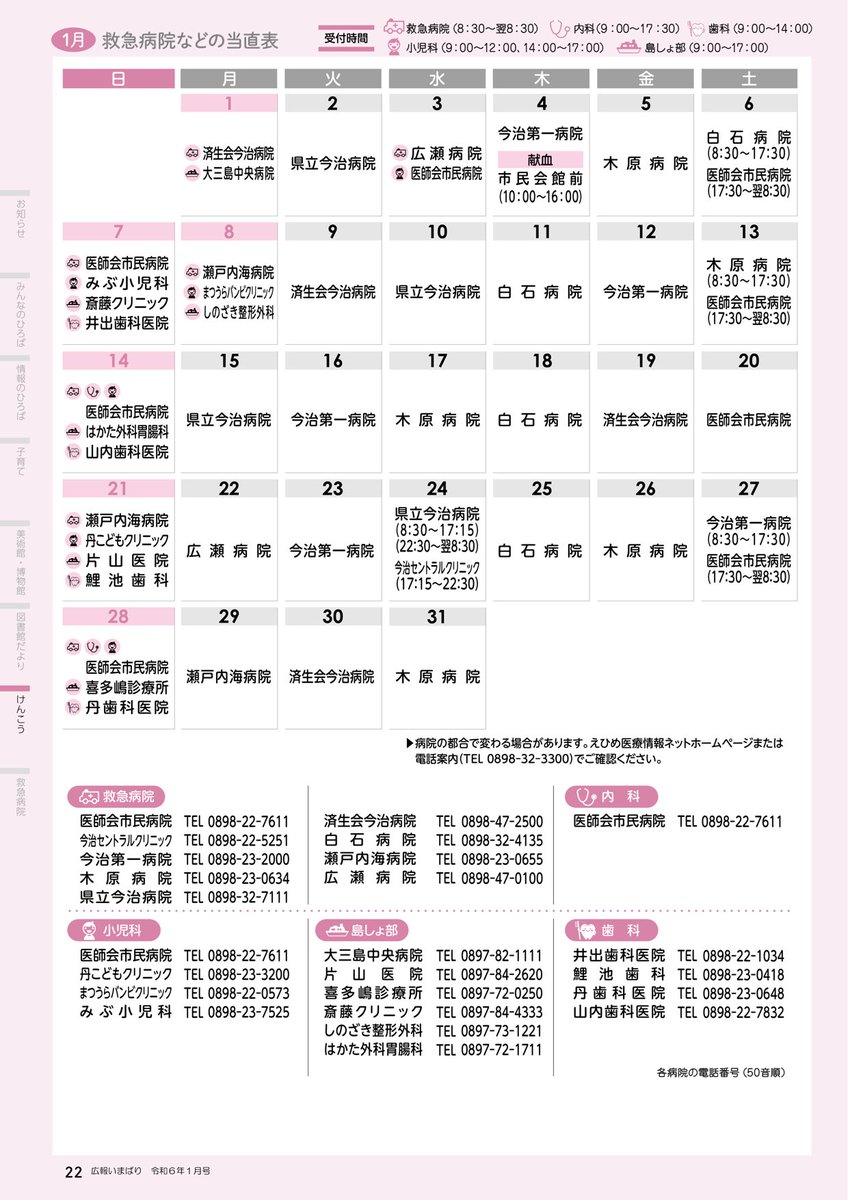 1月 救急病院などの当直表
受付時間
救急病院(8:30～翌8:30) 内科(9:00～17:30) 歯科(9:00～14:00)
小児科(9:00～12:00、14:00～17:00) 島しょ部(9:00～17:00)
日 月 火 水 木 金 土
1
済生会今治病院
大三島中央病院
2
県立今治病院
3
広瀬病院
医師会市民病院
4
今治第一病院
献血
市民会館前
(10:00～16:00)
5
木原病院
6
白石病院
(8:30～17:30)
医師会市民病院
(17:30～翌8:30)
7
医師会市民病院
みぶ小児科
斎藤クリニック
井出歯科医院
8
瀬戸内海病院
まつうらバンビクリニック
しのざき整形外科
9
済生会今治病院
10
県立今治病院
11
白石病院
12
今治第一病院
13
木原病院
(8:30～17:30)
医師会市民病院
(17:30～翌8:30)
14
医師会市民病院
はかた外科胃腸科
山内歯科医院
15
県立今治病院
16
今治第一病院
17
木原病院
18
白石病院
19
済生会今治病院
20
医師会市民病院
21
瀬戸内海病院
丹こどもクリニック
片山医院
鯉池歯科
22
広瀬病院
23
今治第一病院
24
県立今治病院
(8:30～17:15)
(22:30～翌8:30)
今治セントラルクリニック
(17:15～22:30)
25
白石病院
26
木原病院
27
今治第一病院
(8:30～17:30)
医師会市民病院
(17:30～翌8:30)
28
医師会市民病院
喜多嶋診療所
丹歯科医院
29
瀬戸内海病院
30
済生会今治病院
31
木原病院
▶病院の都合で変わる場合があります。えひめ医療情報ネットホームページまたは
電話案内(TEL 0898-32-3300)でご確認ください。
救急病院
医師会市民病院 TEL 0898-22-7611
今治セントラルクリニック TEL 0898-22-5251
今治第一病院 TEL 0898-23-2000
木原病院 TEL 0898-23-0634
県立今治病院 TEL 0898-32-7111
済生会今治病院 TEL 0898-47-2500
白石病院 TEL 0898-32-4135
瀬戸内海病院 TEL 0898-23-0655
広瀬病院 TEL 0898-47-0100
内科
医師会市民病院 TEL 0898-22-7611
小児科
医師会市民病院 TEL 0898-22-7611
丹こどもクリニック TEL 0898-23-3200
まつうらバンビクリニック TEL 0898-22-0573
みぶ小児科 TEL 0898-23-7525
島しょ部
大三島中央病院 TEL 0897-82-1111
片山医院 TEL 0897-84-2620
喜多嶋診療所 TEL 0897-72-0250
斎藤クリニック TEL 0897-84-4333
しのざき整形外科 TEL 0897-73-1221
はかた外科胃腸科 TEL 0897-72-1711
歯科
井出歯科医院 TEL 0898-22-1034
鯉池歯科 TEL 0898-23-0418
丹歯科医院 TEL 0898-23-0648
山内歯科医院 TEL 0898-22-7832
各病院の電話番号(50音順)
お知らせ
みんなのひろば
情報のひろば
子育て
美術館・博物館
図書館だより
けんこう
救急病院
22 広報いまばり 令和6年1月号